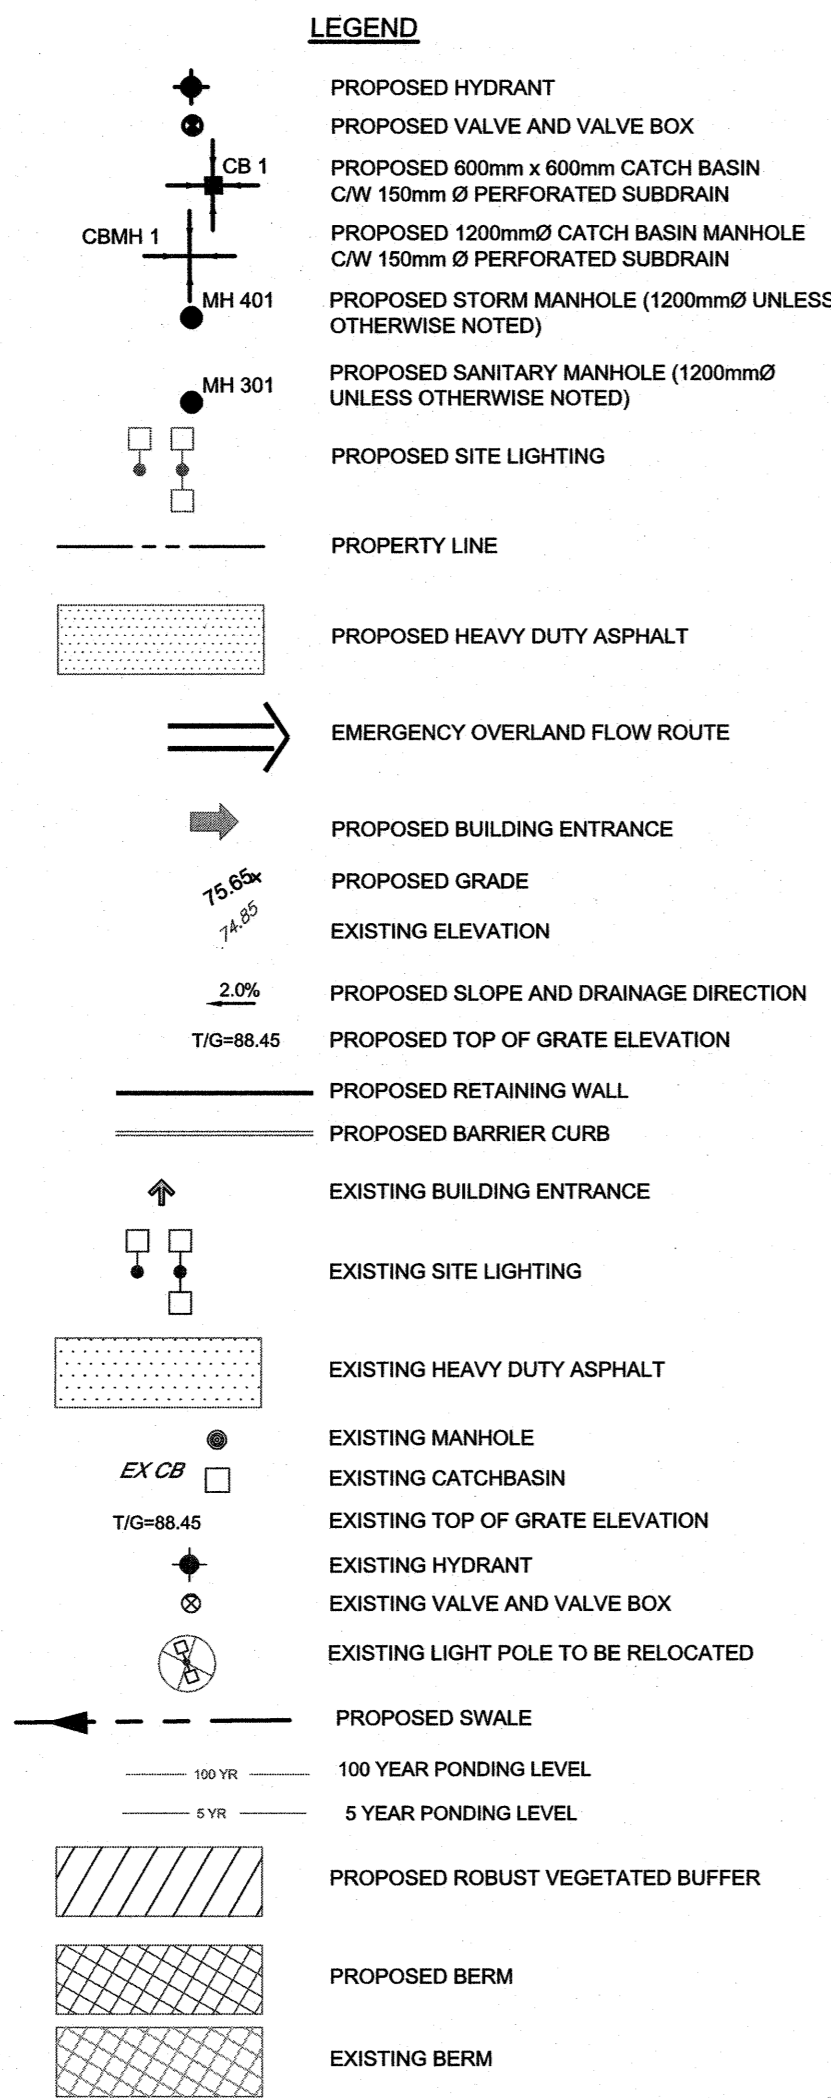 LEGEND
PROPOSED HYDRANT
PROPOSED VALVE AND VALVE BOX
CB 1
PROPOSED 600mm x 600mm CATCH BASIN
C/W 150mm Ø PERFORATED SUBDRAIN
CBMH 1
PROPOSED 1200mmØ CATCH BASIN MANHOLE
C/W 150mm Ø PERFORATED SUBDRAIN
MH 401
PROPOSED STORM MANHOLE (1200mmØ UNLESS
OTHERWISE NOTED)
MH 301
PROPOSED SANITARY MANHOLE (1200mmØ
UNLESS OTHERWISE NOTED)
PROPOSED SITE LIGHTING
PROPERTY LINE
PROPOSED HEAVY DUTY ASPHALT
EMERGENCY OVERLAND FLOW ROUTE
PROPOSED BUILDING ENTRANCE
75.65x PROPOSED GRADE
74.85 EXISTING ELEVATION
2.0% PROPOSED SLOPE AND DRAINAGE DIRECTION
T/G=88.45 PROPOSED TOP OF GRATE ELEVATION
PROPOSED RETAINING WALL
PROPOSED BARRIER CURB
EXISTING BUILDING ENTRANCE
EXISTING SITE LIGHTING
EXISTING HEAVY DUTY ASPHALT
EXISTING MANHOLE
EX CB EXISTING CATCHBASIN
T/G=88.45 EXISTING TOP OF GRATE ELEVATION
EXISTING HYDRANT
EXISTING VALVE AND VALVE BOX
EXISTING LIGHT POLE TO BE RELOCATED
PROPOSED SWALE
100 YR 100 YEAR PONDING LEVEL
5 YR 5 YEAR PONDING LEVEL
PROPOSED ROBUST VEGETATED BUFFER
PROPOSED BERM
EXISTING BERM